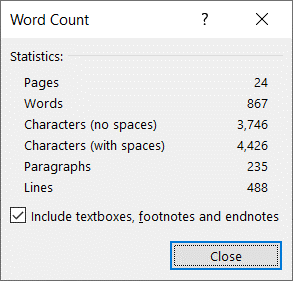 Word Count ? ×
Statistics:
Pages 24
Words 867
Characters (no spaces) 3,746
Characters (with spaces) 4,426
Paragraphs 235
Lines 488
Include textboxes, footnotes and endnotes
Close